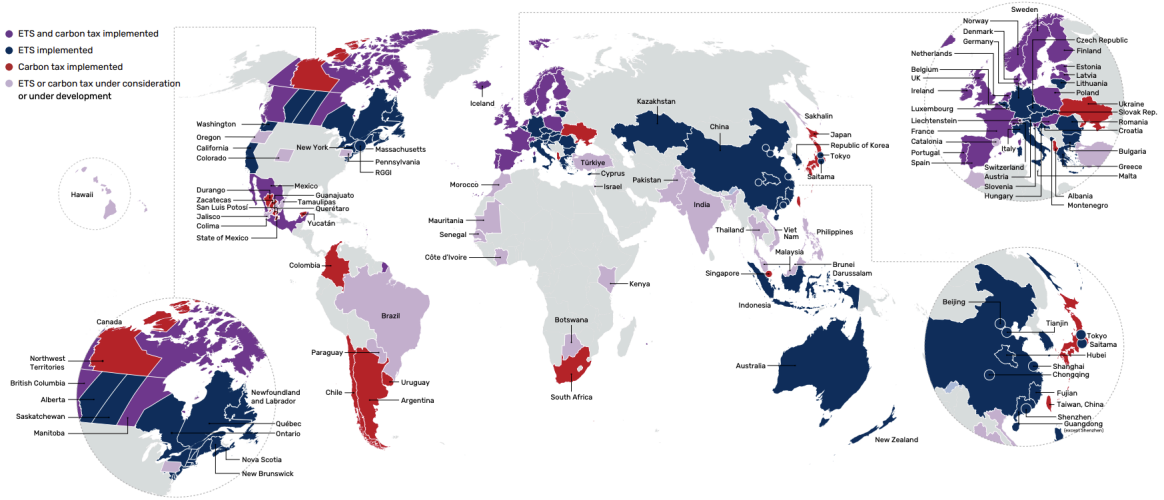 ETS and carbon tax implemented
ETS implemented
Carbon tax implemented
ETS or carbon tax under consideration
or under development
Hawaii
Washington
Oregon
California
Colorado
New York
Massachusetts
Pennsylvania
RGGI
Mexico
Durango
Guanajuato
Zacatecas
Tamaulipas
San Luis Potosí
Querétaro
Jalisco
Colima
Yucatán
State of Mexico
Colombia
Brazil
Paraguay
Uruguay
Chile
Argentina
Iceland
Morocco
Mauritania
Senegal
Côte d'Ivoire
Türkiye
Cyprus
Israel
Kenya
Botswana
South Africa
Kazakhstan
China
Pakistan
India
Thailand
Viet
Nam
Malaysia
Philippines
Singapore
Brunei
Darussalam
Indonesia
Australia
New Zealand
Sakhalin
Japan
Republic of Korea
Tokyo
Saitama
Canada
Northwest
Territories
British Columbia
Alberta
Saskatchewan
Manitoba
Newfoundland
and Labrador
Québec
Ontario
Nova Scotia
New Brunswick
Sweden
Norway
Denmark
Germany
Netherlands
Belgium
UK
Ireland
Luxembourg
Liechtenstein
France
Catalonia
Portugal
Spain
Italy
Switzerland
Austria
Slovenia
Hungary
Czech Republic
Finland
Estonia
Latvia
Lithuania
Poland
Ukraine
Slovak Rep.
Romania
Croatia
Bulgaria
Greece
Malta
Albania
Montenegro
Beijing
Tianjin
Tokyo
Saitama
Hubei
Shanghai
Chongqing
Fujian
Taiwan, China
Shenzhen
Guangdong
(except Shenzhen)